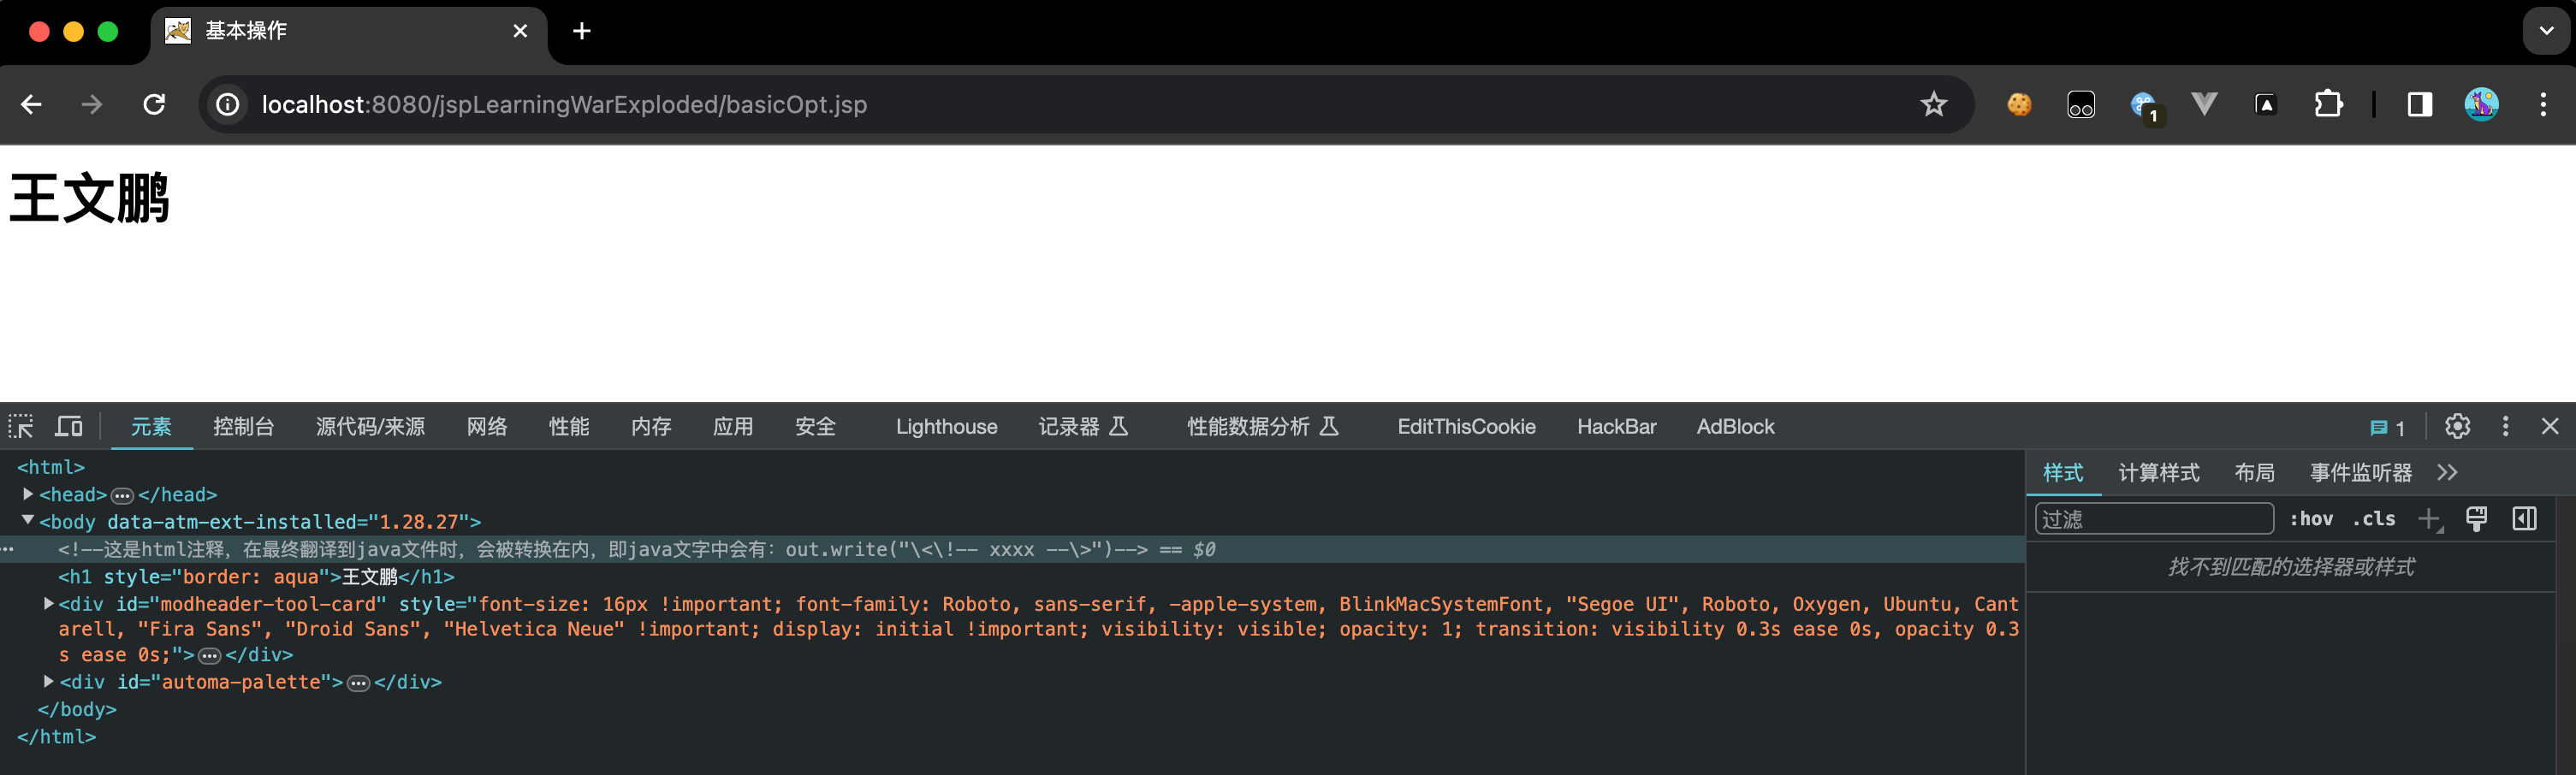 基本操作
localhost:8080/jspLearningWarExploded/basicOpt.jsp
1
王文鹏
元素 控制台 源代码/来源 网络 性能 内存 应用 安全 Lighthouse 记录器 性能数据分析 EditThisCookie HackBar AdBlock 1
<html>
<head>…</head>
<body data-atm-ext-installed="1.28.27">
<!--这是html注释，在最终翻译到java文件时，会被转换在内，即java文字中会有：out.write("\<\!-- xxxx --\>")--> == $0
<h1 style="border: aqua">王文鹏</h1>
<div id="modheader-tool-card" style="font-size: 16px !important; font-family: Roboto, sans-serif, -apple-system, BlinkMacSystemFont, "Segoe UI", Roboto, Oxygen, Ubuntu, Cant
arell, "Fira Sans", "Droid Sans", "Helvetica Neue" !important; display: initial !important; visibility: visible; opacity: 1; transition: visibility 0.3s ease 0s, opacity 0.3
s ease 0s;">…</div>
<div id="automa-palette">…</div>
</body>
</html>
样式 计算样式 布局 事件监听器
过滤 :hov .cls
找不到匹配的选择器或样式